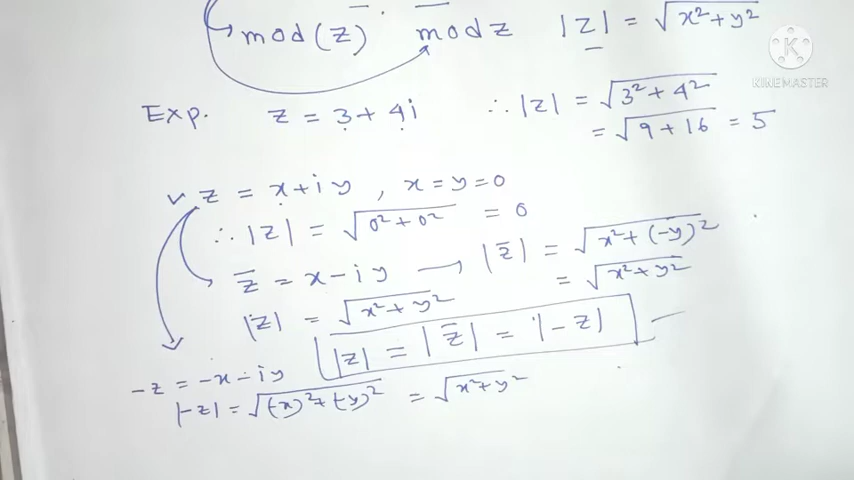 mod(z) mod z |z| = √x²+y²
KINEMASTER
Exp. z = 3 + 4i ∴ |z| = √3² + 4²
= √9 + 16 = 5
z = x + iy , x = y = 0
∴ |z| = √0² + 0² = 0
z̅ = x - iy → |z̅| = √x² + (-y)²
= √x² + y²
|z| = √x² + y²
|z| = |z̅| = |-z|
-z = -x - iy
|-z| = √(-x)² + (-y)² = √x² + y²